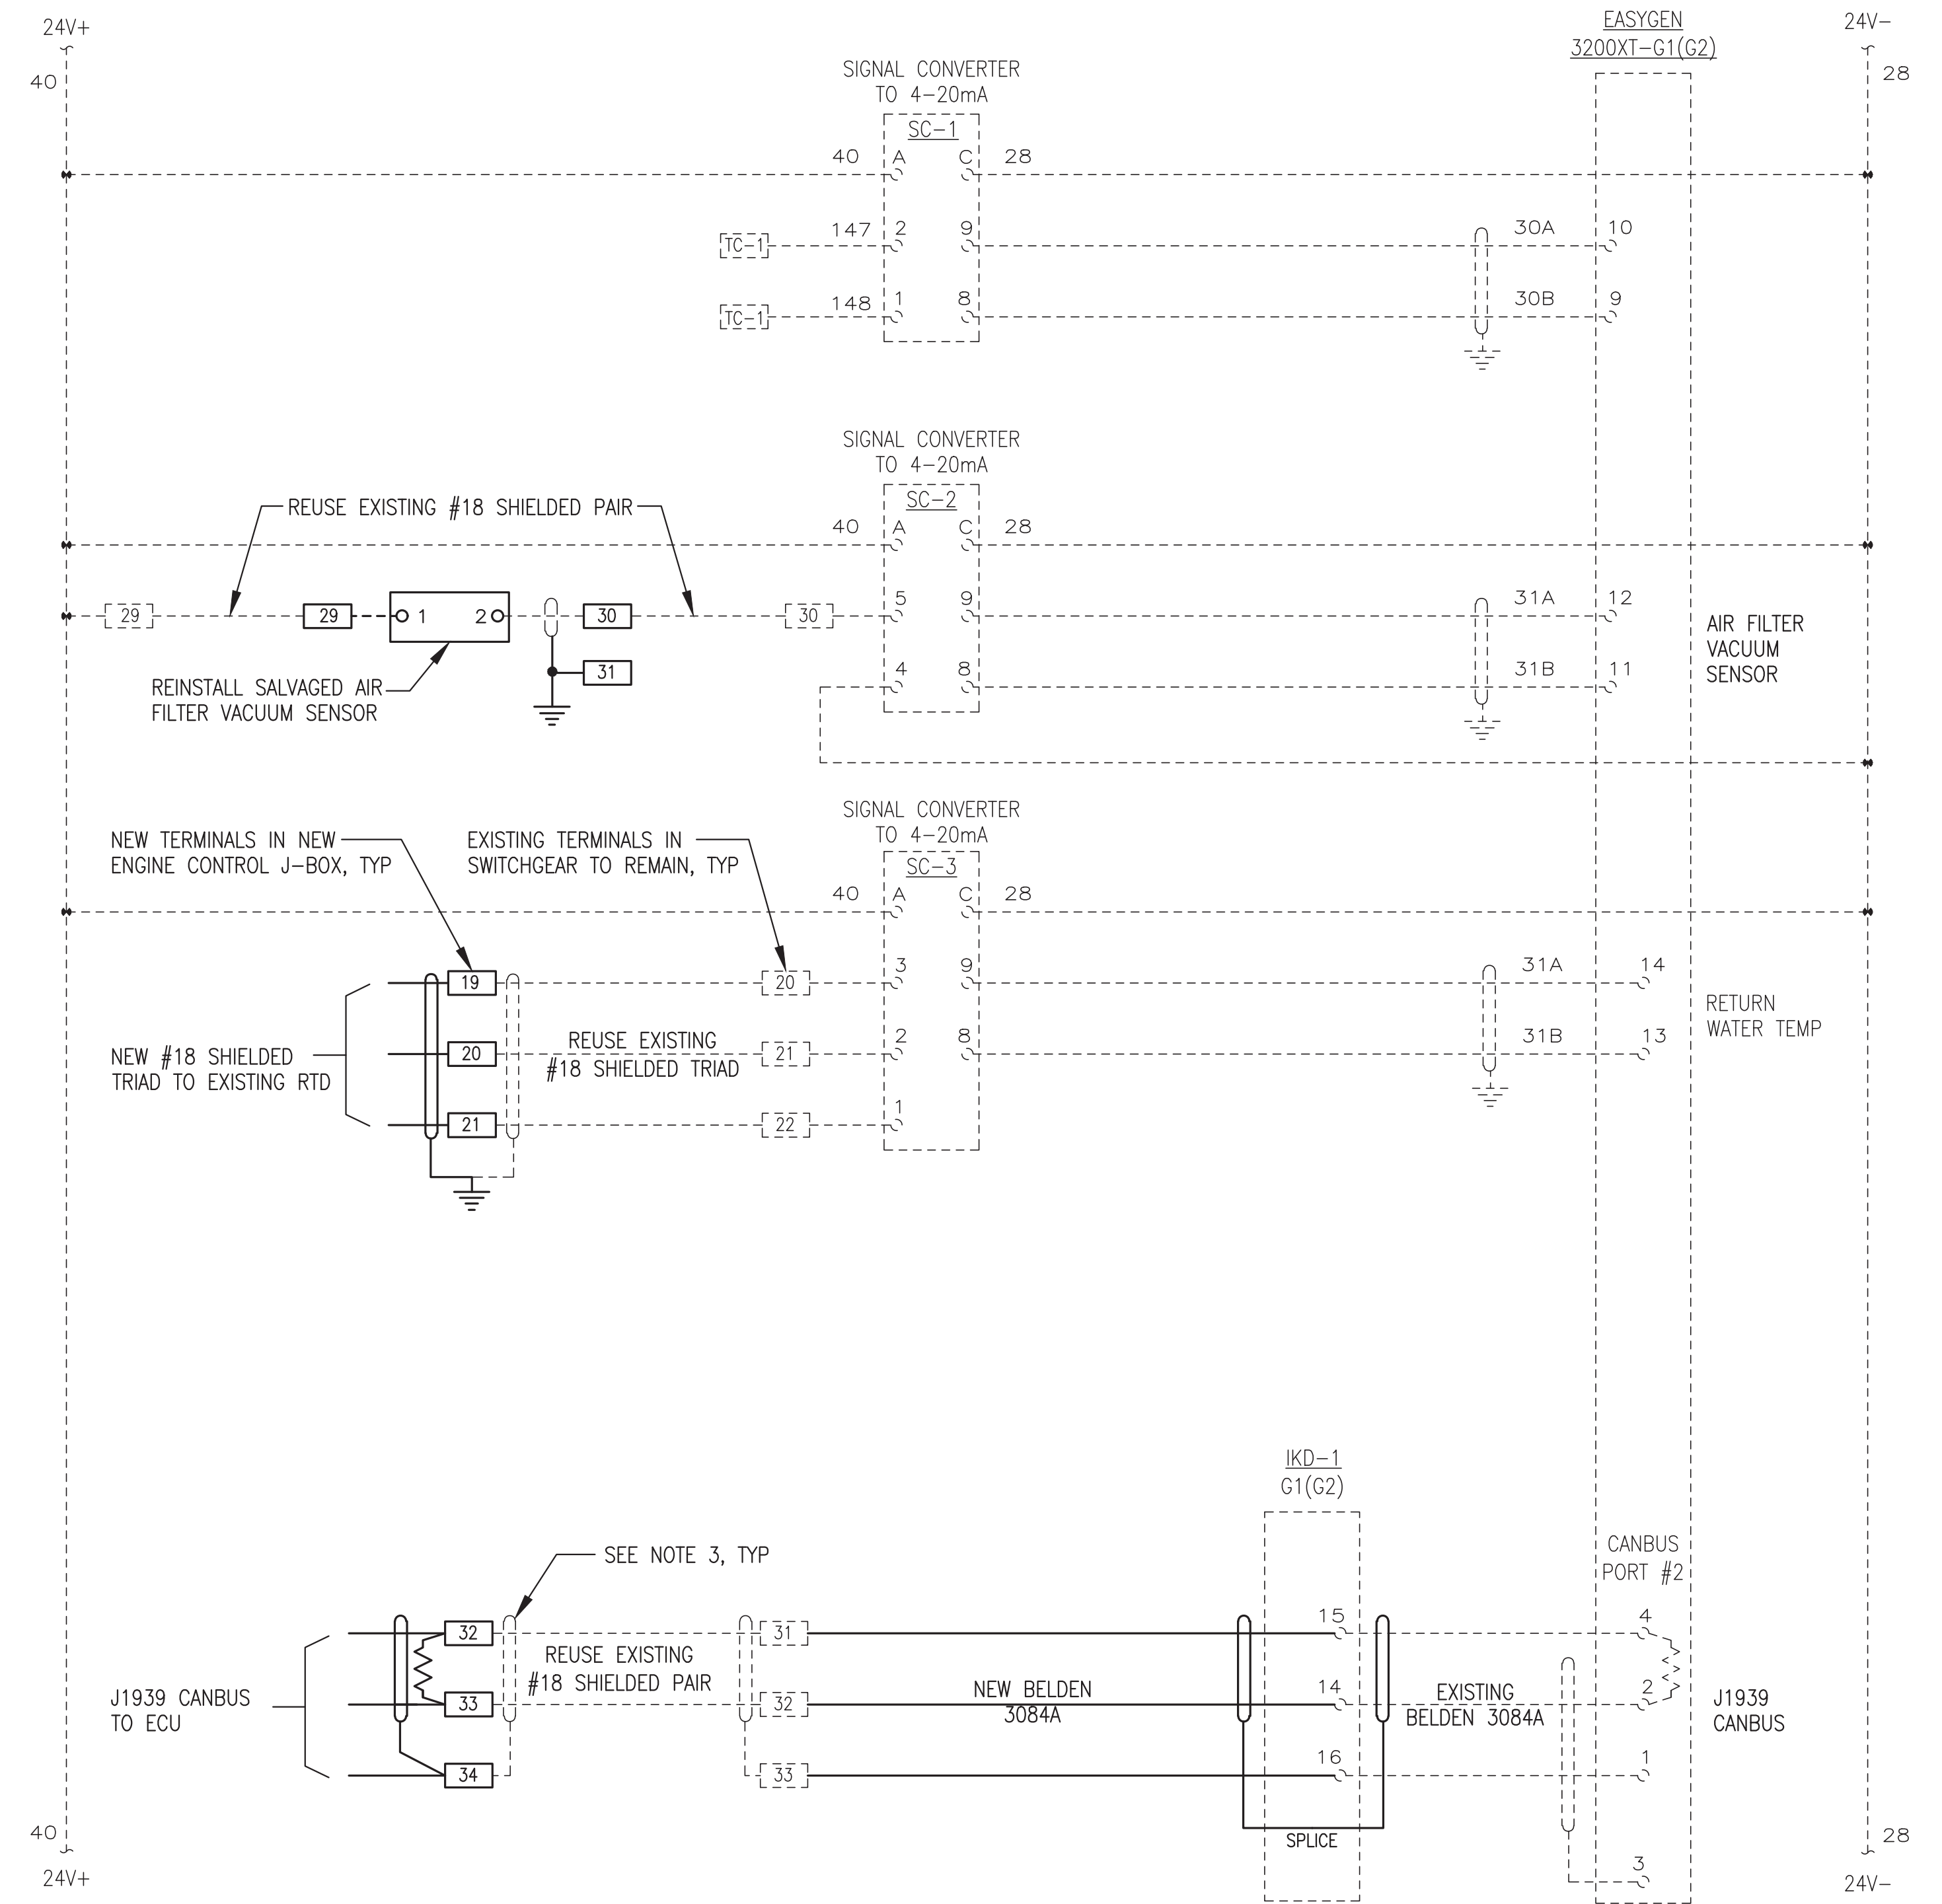 24V+
40
EASYGEN
3200XT-G1(G2)
24V-
28
SIGNAL CONVERTER
TO 4-20mA
SC-1
40 A C 28
147 2 9 30A 10
TC-1
148 1 8 30B 9
TC-1
SIGNAL CONVERTER
TO 4-20mA
SC-2
REUSE EXISTING #18 SHIELDED PAIR
40 A C 28
29 29 1 2 30 30 5 9 31A 12
31 4 8 31B 11
AIR FILTER
VACUUM
SENSOR
REINSTALL SALVAGED AIR
FILTER VACUUM SENSOR
SIGNAL CONVERTER
TO 4-20mA
SC-3
NEW TERMINALS IN NEW
ENGINE CONTROL J-BOX, TYP
EXISTING TERMINALS IN
SWITCHGEAR TO REMAIN, TYP
40 A C 28
19 20 3 9 31A 14
RETURN
WATER TEMP
20 21 2 8 31B 13
REUSE EXISTING
#18 SHIELDED TRIAD
NEW #18 SHIELDED
TRIAD TO EXISTING RTD
21 22 1
IKD-1
G1(G2)
CANBUS
PORT #2
SEE NOTE 3, TYP
32 31 15 4
REUSE EXISTING
#18 SHIELDED PAIR
33 32 14 2
NEW BELDEN
3084A
EXISTING
BELDEN 3084A
J1939 CANBUS
TO ECU
J1939
CANBUS
34 33 16 1
SPLICE
3
40
24V+
28
24V-